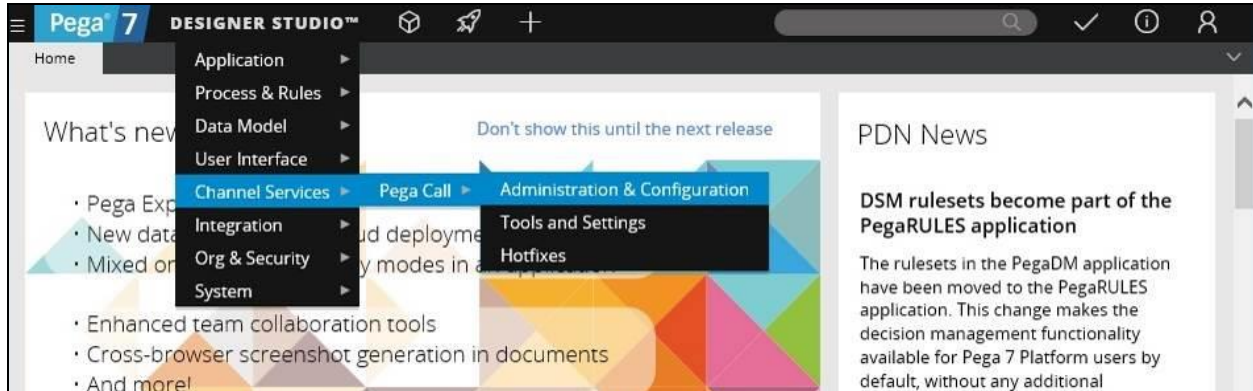 Pega 7 DESIGNER STUDIO™
Home
Application
Process & Rules
Data Model
User Interface
Channel Services
Integration
Org & Security
System
Pega Call
Administration & Configuration
Tools and Settings
Hotfixes
What's new
Don't show this until the next release
· Pega Exp
· New data ud deployme
· Mixed or y modes in a
· Enhanced team collaboration tools
· Cross-browser screenshot generation in documents
· And more!
PDN News
DSM rulesets become part of the
PegaRULES application
The rulesets in the PegaDM application
have been moved to the PegaRULES
application. This change makes the
decision management functionality
available for Pega 7 Platform users by
default, without any additional